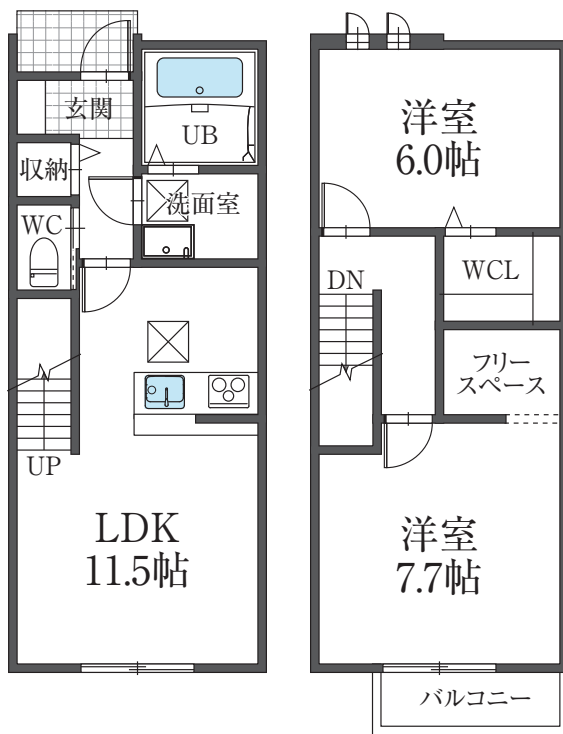 玄関
UB
収納
洗面室
WC
UP
LDK
11.5帖
洋室
6.0帖
DN
WCL
フリー
スペース
洋室
7.7帖
バルコニー